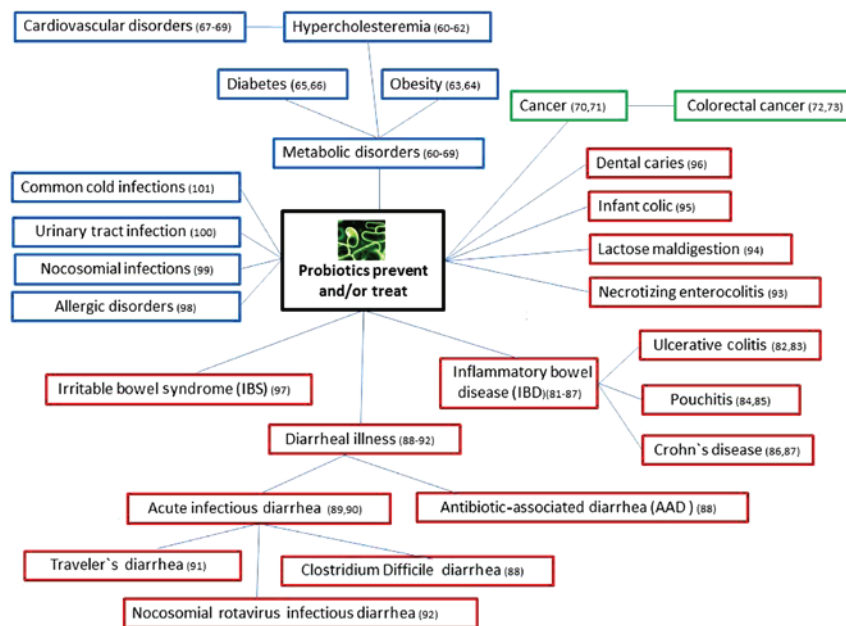 Cardiovascular disorders (67-69)
Hypercholesteremia (60-62)
Diabetes (65,66)
Obesity (63,64)
Cancer (70,71)
Colorectal cancer (72,73)
Metabolic disorders (60-69)
Dental caries (96)
Common cold infections (101)
Infant colic (95)
Urinary tract infection (100)
Lactose maldigestion (94)
Nocosomial infections (99)
Probiotics prevent
and/or treat
Necrotizing enterocolitis (93)
Allergic disorders (98)
Ulcerative colitis (82,83)
Irritable bowel syndrome (IBS) (97)
Inflammatory bowel
disease (IBD)(81-87)
Pouchitis (84,85)
Diarrheal illness (88-92)
Crohn`s disease (86,87)
Acute infectious diarrhea (89,90)
Antibiotic-associated diarrhea (AAD ) (88)
Traveler`s diarrhea (91)
Clostridium Difficile diarrhea (88)
Nocosomial rotavirus infectious diarrhea (92)